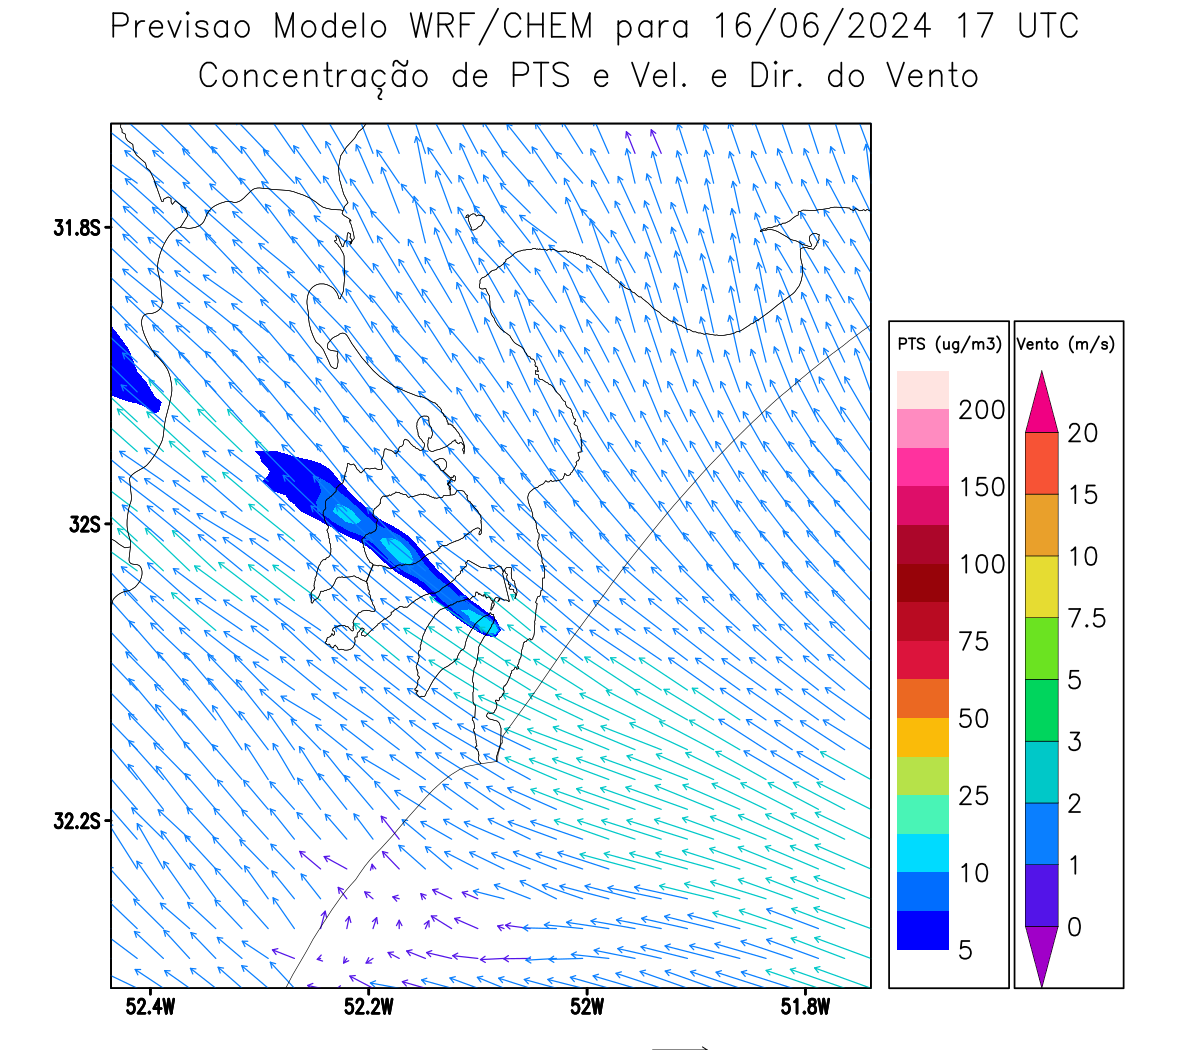 Previsao Modelo WRF/CHEM para 16/06/2024 17 UTC
Concentração de PTS e Vel. e Dir. do Vento
31.8S
32S
32.2S
52.4W
52.2W
52W
51.8W
PTS (ug/m3)
200
150
100
75
50
25
10
5
Vento (m/s)
20
15
10
7.5
5
3
2
1
0